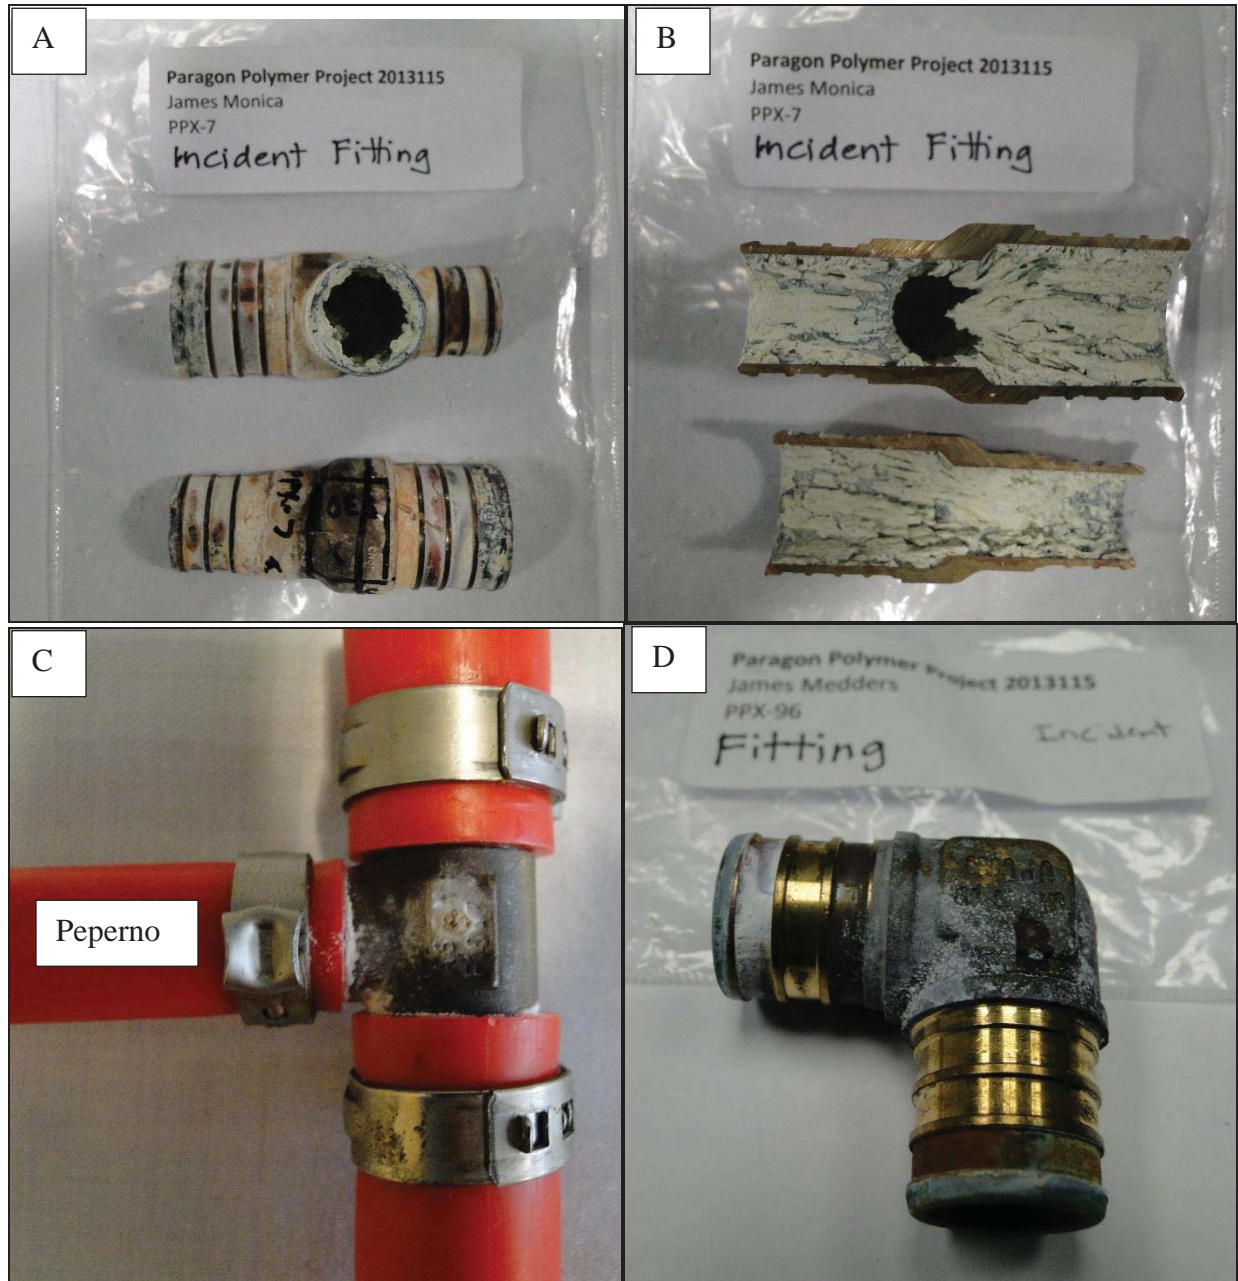 A
Paragon Polymer Project 2013115
James Monica
PPX-7
Incident Fitting
B
Paragon Polymer Project 2013115
James Monica
PPX-7
Incident Fitting
C
Peperno
D
Paragon Polymer Project 2013115
James Medders
PPX-96
Incident
Fitting
B